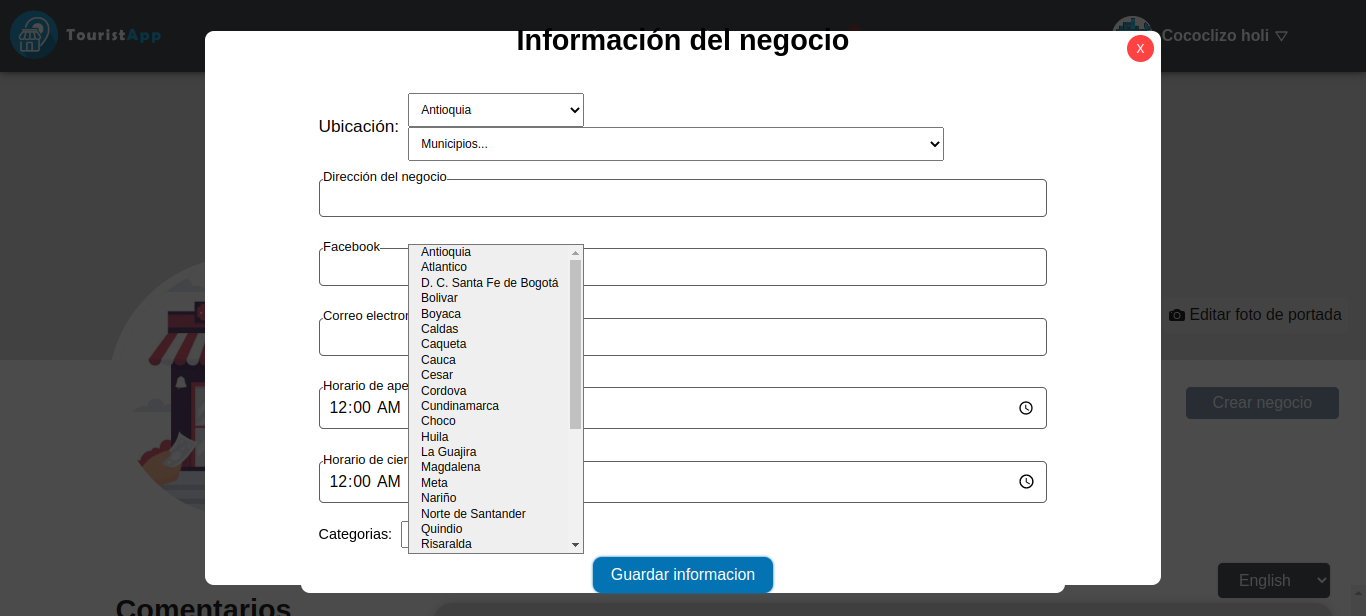 TouristApp
Cococlizo holi
Información del negocio
X
Ubicación:
Antioquia
Municipios...
Dirección del negocio
Facebook
Antioquia
Atlantico
D. C. Santa Fe de Bogotá
Bolivar
Boyaca
Caldas
Caqueta
Cauca
Cesar
Cordova
Cundinamarca
Choco
Huila
La Guajira
Magdalena
Meta
Nariño
Norte de Santander
Quindio
Risaralda
Correo electror
Editar foto de portada
Horario de ape
12:00 AM
Crear negocio
Horario de cier
12:00 AM
Categorias:
Guardar informacion
English
Comentarios